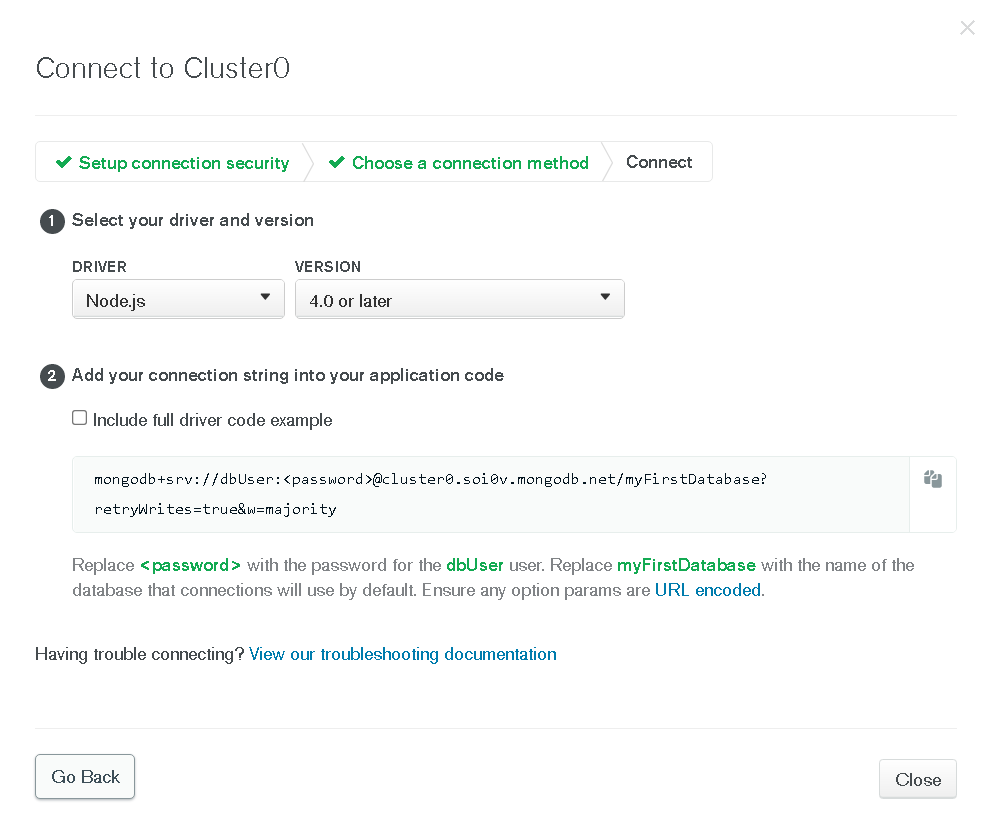 Connect to Cluster0
Setup connection security
Choose a connection method
Connect
1 Select your driver and version
DRIVER
VERSION
Node.js
4.0 or later
2 Add your connection string into your application code
Include full driver code example
mongodb+srv://dbUser:<password>@cluster0.soi0v.mongodb.net/myFirstDatabase?
retryWrites=true&w=majority
Replace <password> with the password for the dbUser user. Replace myFirstDatabase with the name of the
database that connections will use by default. Ensure any option params are URL encoded.
Having trouble connecting? View our troubleshooting documentation
Go Back
Close